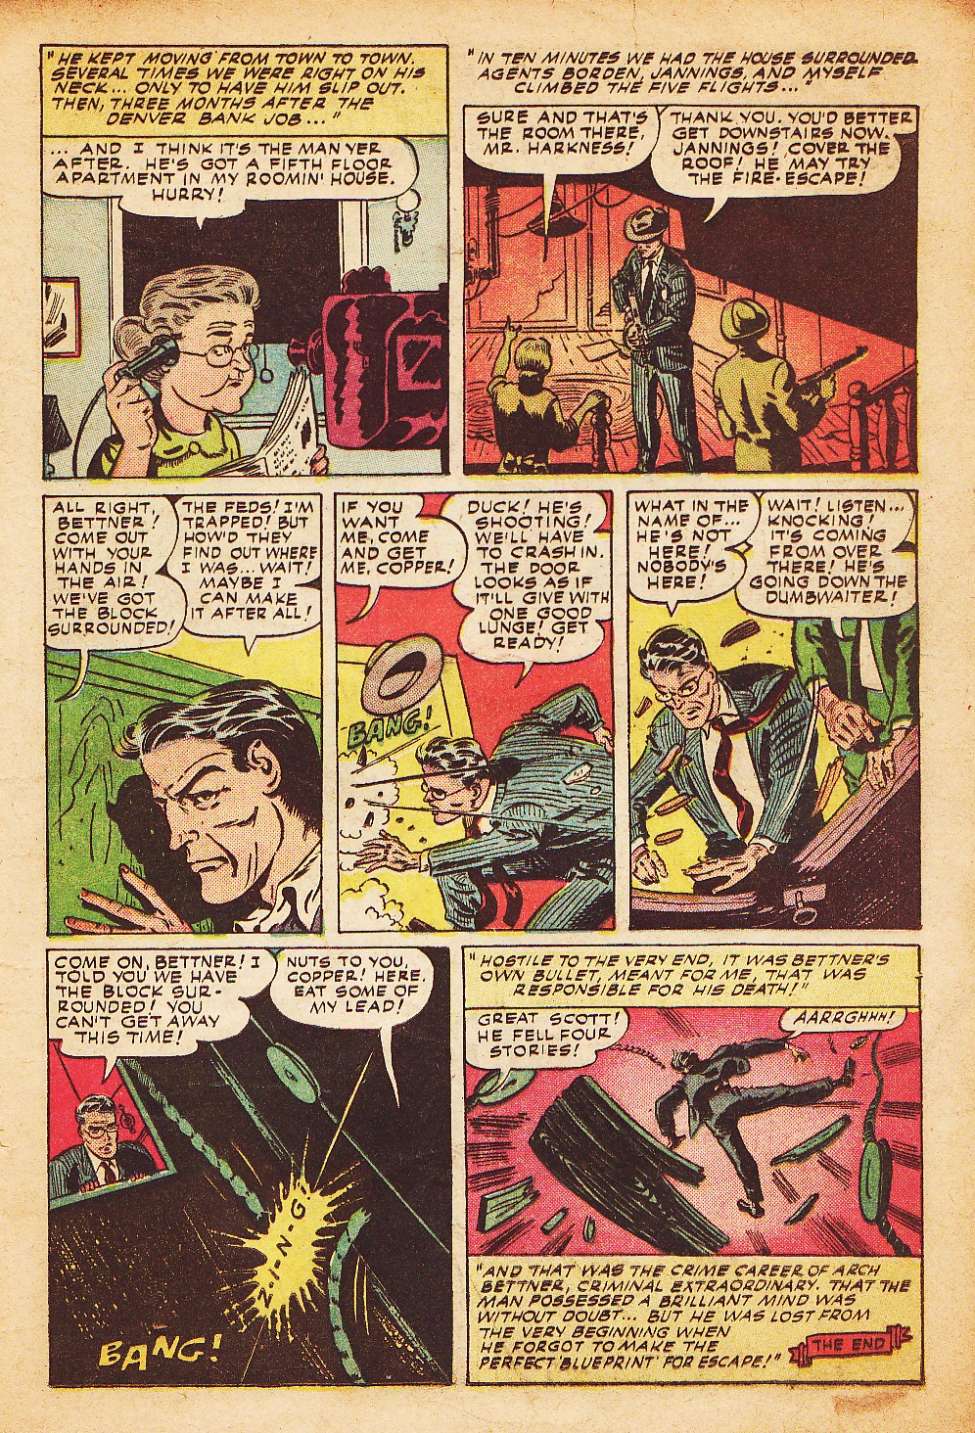 "HE KEPT MOVING FROM TOWN TO TOWN.
SEVERAL TIMES WE WERE RIGHT ON HIS
NECK... ONLY TO HAVE HIM SLIP OUT.
THEN, THREE MONTHS AFTER THE
DENVER BANK JOB..."
... AND I THINK IT'S THE MAN YER
AFTER. HE'S GOT A FIFTH FLOOR
APARTMENT IN MY ROOMIN' HOUSE.
HURRY!
"IN TEN MINUTES WE HAD THE HOUSE SURROUNDED.
AGENTS BORDEN, JANNINGS, AND MYSELF
CLIMBED THE FIVE FLIGHTS..."
SURE AND THAT'S
THE ROOM THERE,
MR. HARKNESS!
THANK YOU. YOU'D BETTER
GET DOWNSTAIRS NOW.
JANNINGS! COVER THE
ROOF! HE MAY TRY
THE FIRE-ESCAPE!
ALL RIGHT,
BETTNER!
COME OUT
WITH YOUR
HANDS IN
THE AIR!
WE'VE GOT
THE BLOCK
SURROUNDED!
THE FEDS! I'M
TRAPPED! BUT
HOW'D THEY
FIND OUT WHERE
I WAS... WAIT!
MAYBE I
CAN MAKE
IT AFTER ALL!
IF YOU
WANT
ME, COME
AND GET
ME, COPPER!
DUCK! HE'S
SHOOTING!
WE'LL HAVE
TO CRASH IN.
THE DOOR
LOOKS AS IF
IT'LL GIVE WITH
ONE GOOD
LUNGE! GET
READY!
BANG!
WHAT IN THE
NAME OF...
HE'S NOT
HERE!
NOBODY'S
HERE!
WAIT! LISTEN...
KNOCKING!
IT'S COMING
FROM OVER
THERE! HE'S
GOING DOWN THE
DUMBWAITER!
COME ON, BETTNER! I
TOLD YOU WE HAVE
THE BLOCK SUR-
ROUNDED! YOU
CAN'T GET AWAY
THIS TIME!
NUTS TO YOU,
COPPER! HERE.
EAT SOME OF
MY LEAD!
Z-I-N-G!
BANG!
"HOSTILE TO THE VERY END, IT WAS BETTNER'S
OWN BULLET, MEANT FOR ME, THAT WAS
RESPONSIBLE FOR HIS DEATH!"
GREAT SCOTT!
HE FELL FOUR
STORIES!
AARRGHHH!
"AND THAT WAS THE CRIME CAREER OF ARCH
BETTNER, CRIMINAL EXTRAORDINARY. THAT THE
MAN POSSESSED A BRILLIANT MIND WAS
WITHOUT DOUBT... BUT HE WAS LOST FROM
THE VERY BEGINNING WHEN
HE FORGOT TO MAKE THE
PERFECT 'BLUEPRINT' FOR ESCAPE!"
THE END